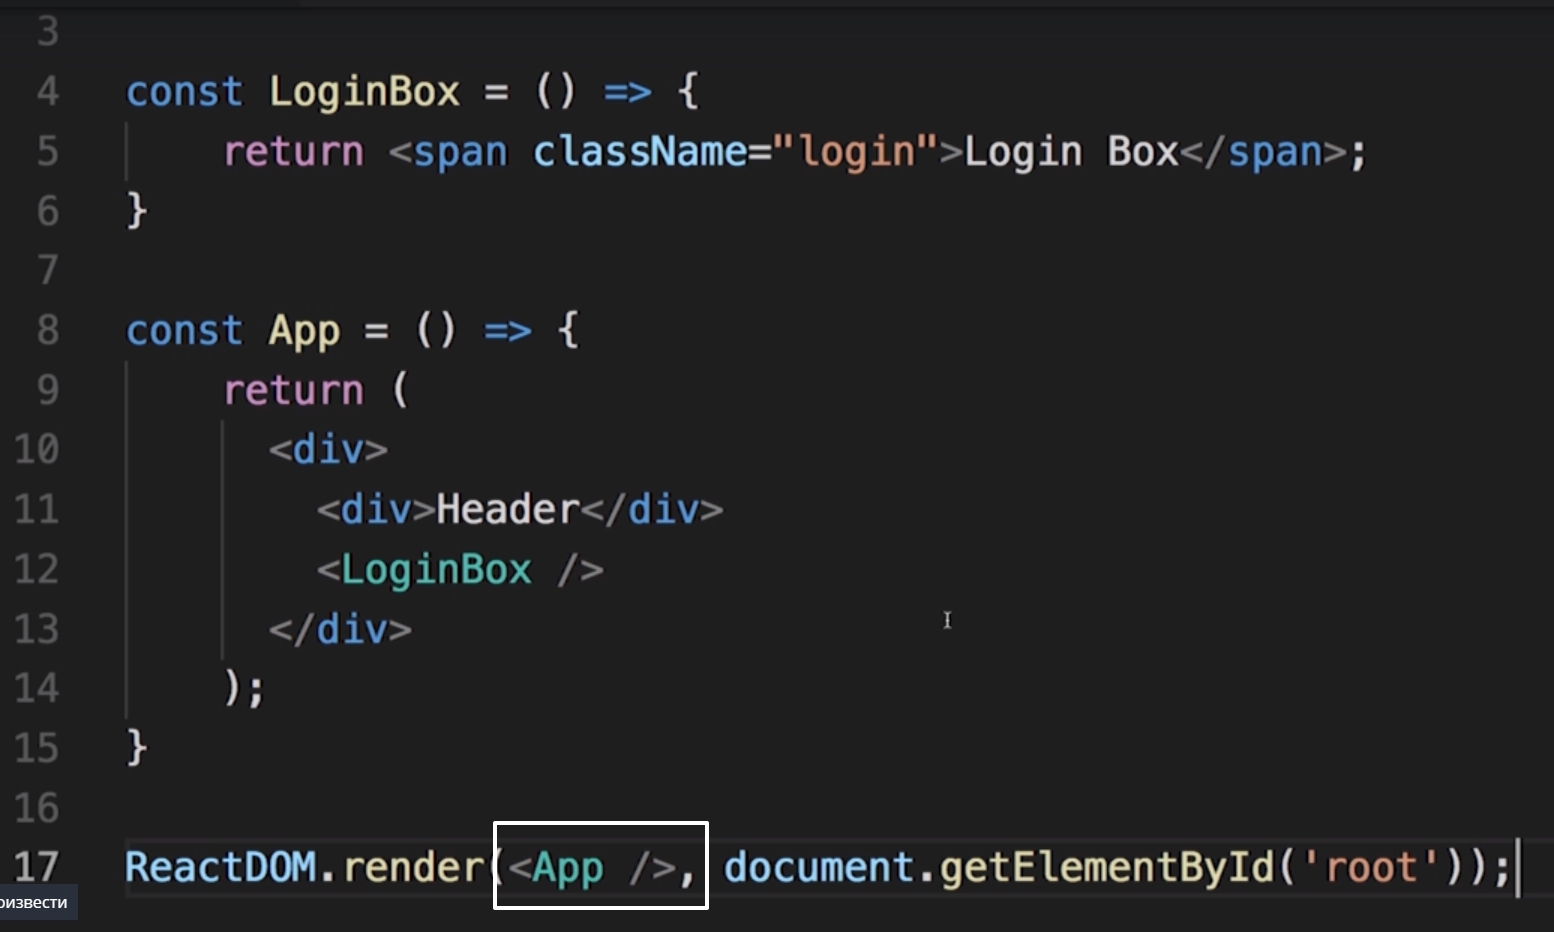 3
4 const LoginBox = () => {
5 return <span className="login">Login Box</span>;
6 }
7
8 const App = () => {
9 return (
10 <div>
11 <div>Header</div>
12 <LoginBox />
13 </div>
14 );
15 }
16
17 ReactDOM.render(<App />, document.getElementById('root'));